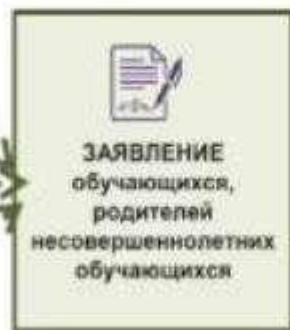 ЗАЯВЛЕНИЕ
обучающихся,
родителей
несовершеннолетних
обучающихся